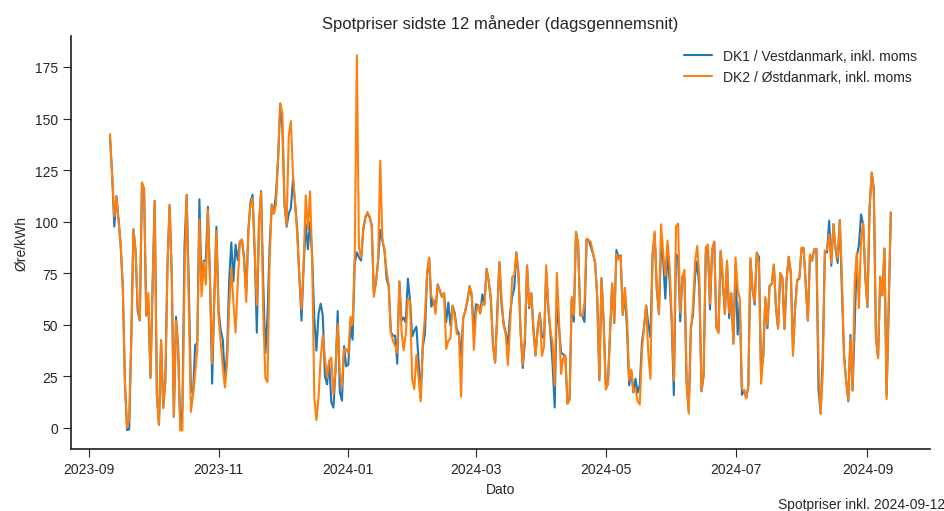 Spotpriser sidste 12 måneder (dagsgennemsnit)
DK1 / Vestdanmark, inkl. moms
DK2 / Østdanmark, inkl. moms
Øre/kWh
175
150
125
100
75
50
25
0
2023-09 2023-11 2024-01 2024-03 2024-05 2024-07 2024-09
Dato
Spotpriser inkl. 2024-09-12